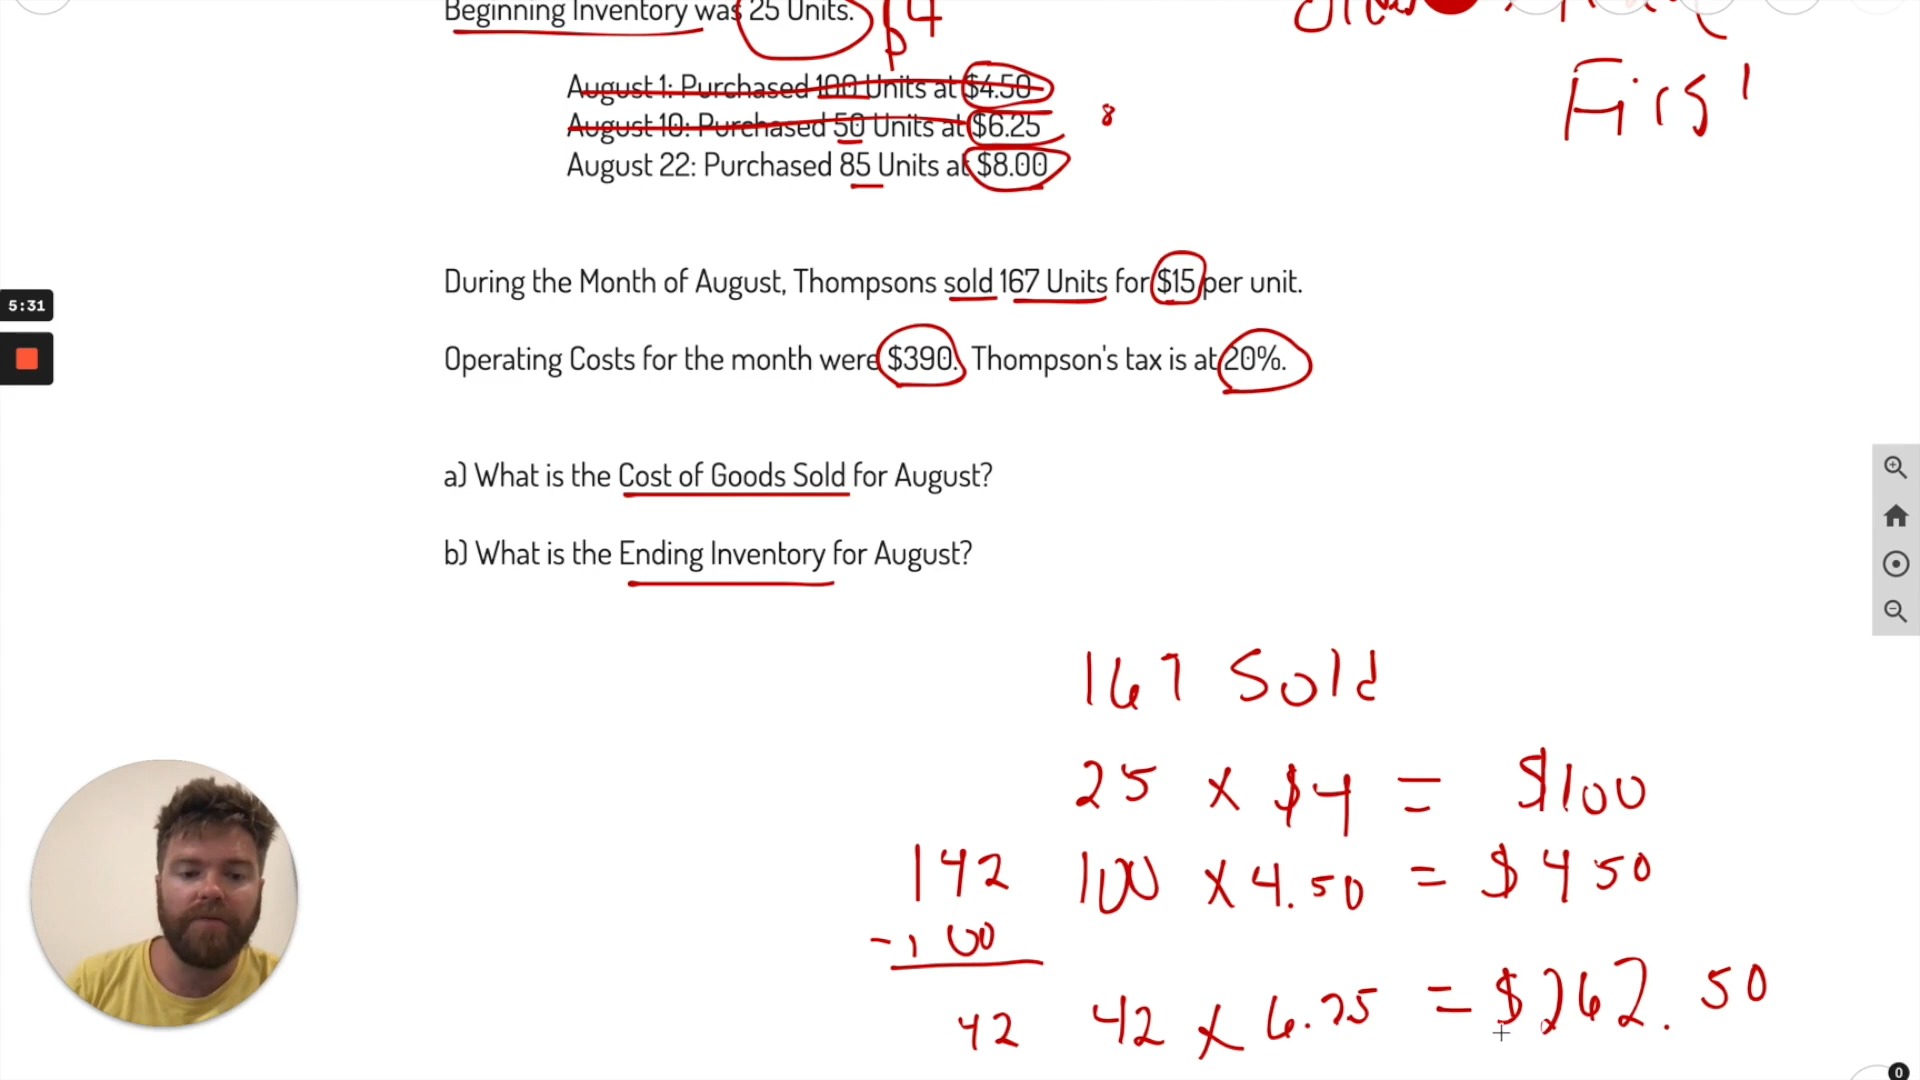 Beginning Inventory was 25 Units. $4
First
August 1: Purchased 100 Units at $4.50
August 10: Purchased 50 Units at $6.25 8
August 22: Purchased 85 Units at $8.00
During the Month of August, Thompsons sold 167 Units for $15 per unit.
5:31
Operating Costs for the month were $390. Thompson's tax is at 20%.
a) What is the Cost of Goods Sold for August?
b) What is the Ending Inventory for August?
167 Sold
25 x $4 = $100
142 100 x 4.50 = $450
-100
42 42 x 6.25 = $262.50
0